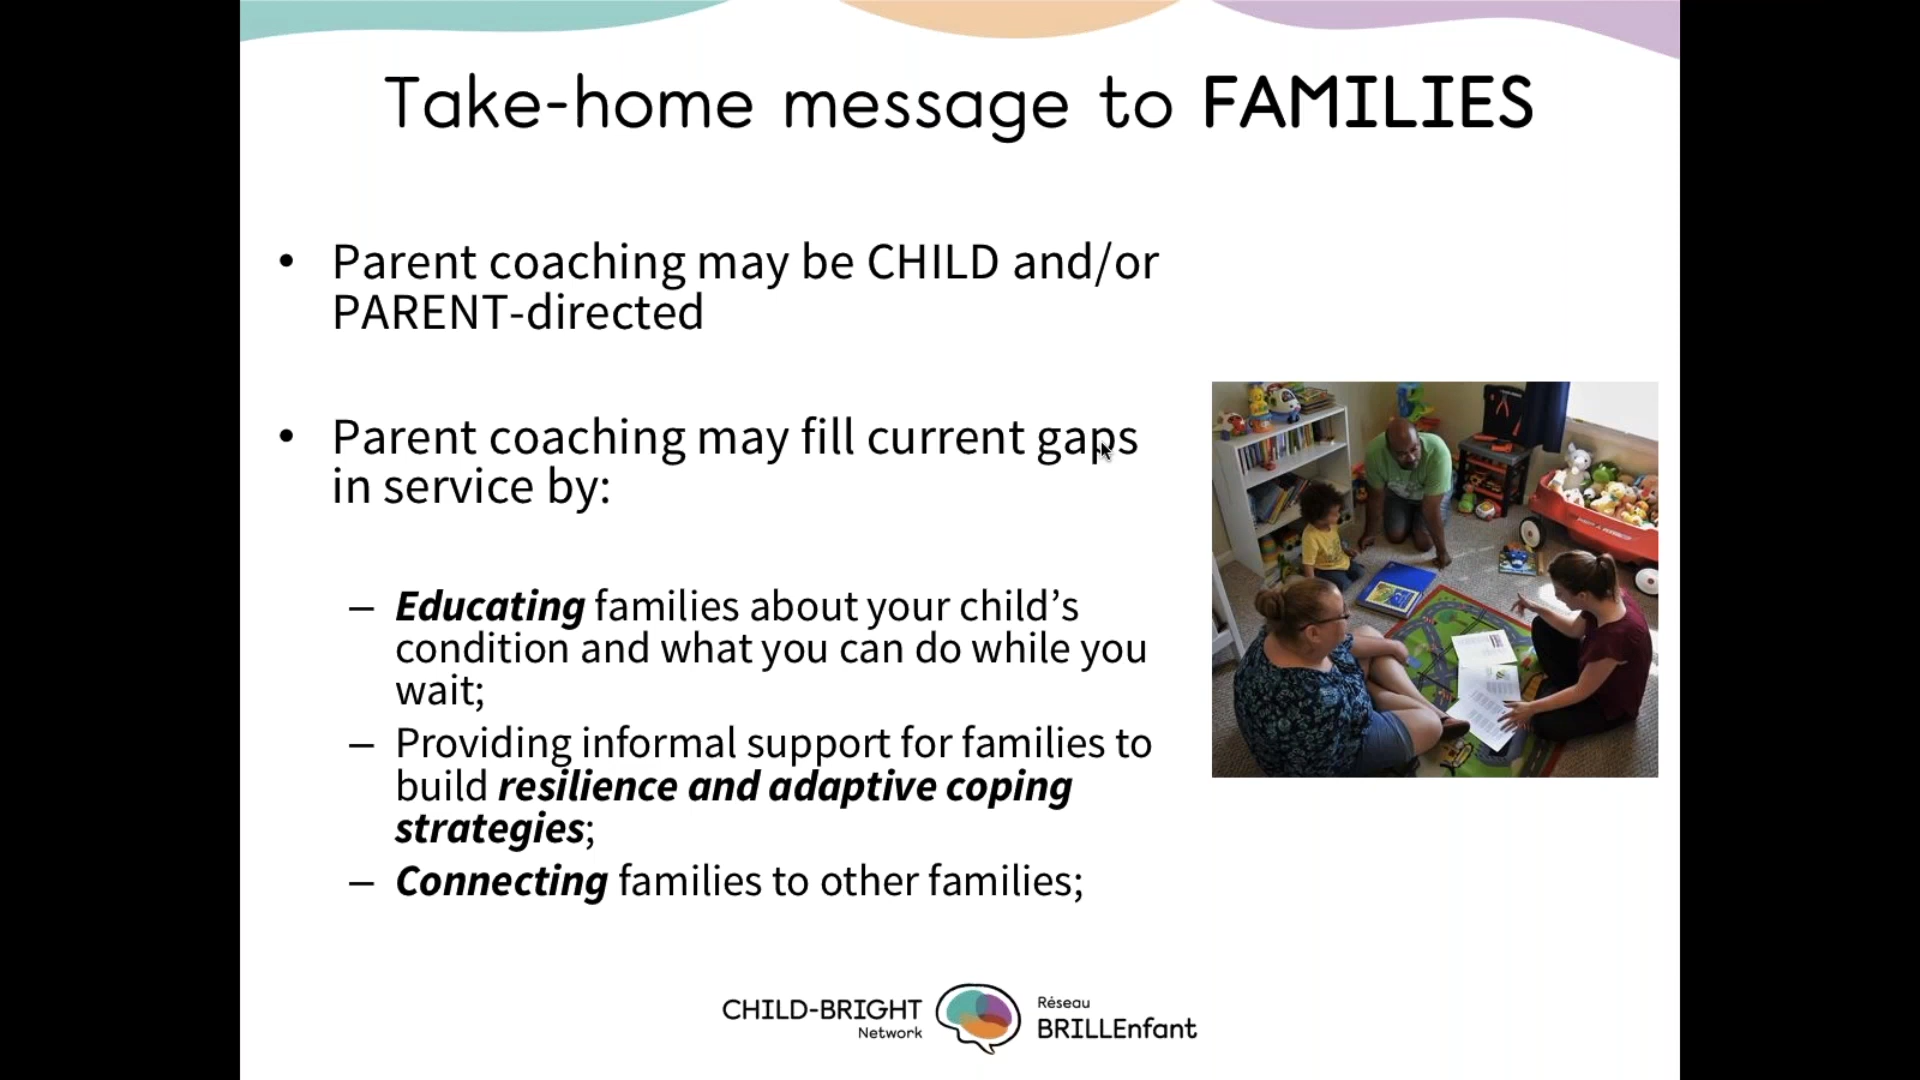 Take-home message to FAMILIES
• Parent coaching may be CHILD and/or
PARENT-directed
• Parent coaching may fill current gaps
in service by:
– Educating families about your child’s
condition and what you can do while you
wait;
– Providing informal support for families to
build resilience and adaptive coping
strategies;
– Connecting families to other families;
CHILD-BRIGHT
Network
Réseau
BRILLEnfant